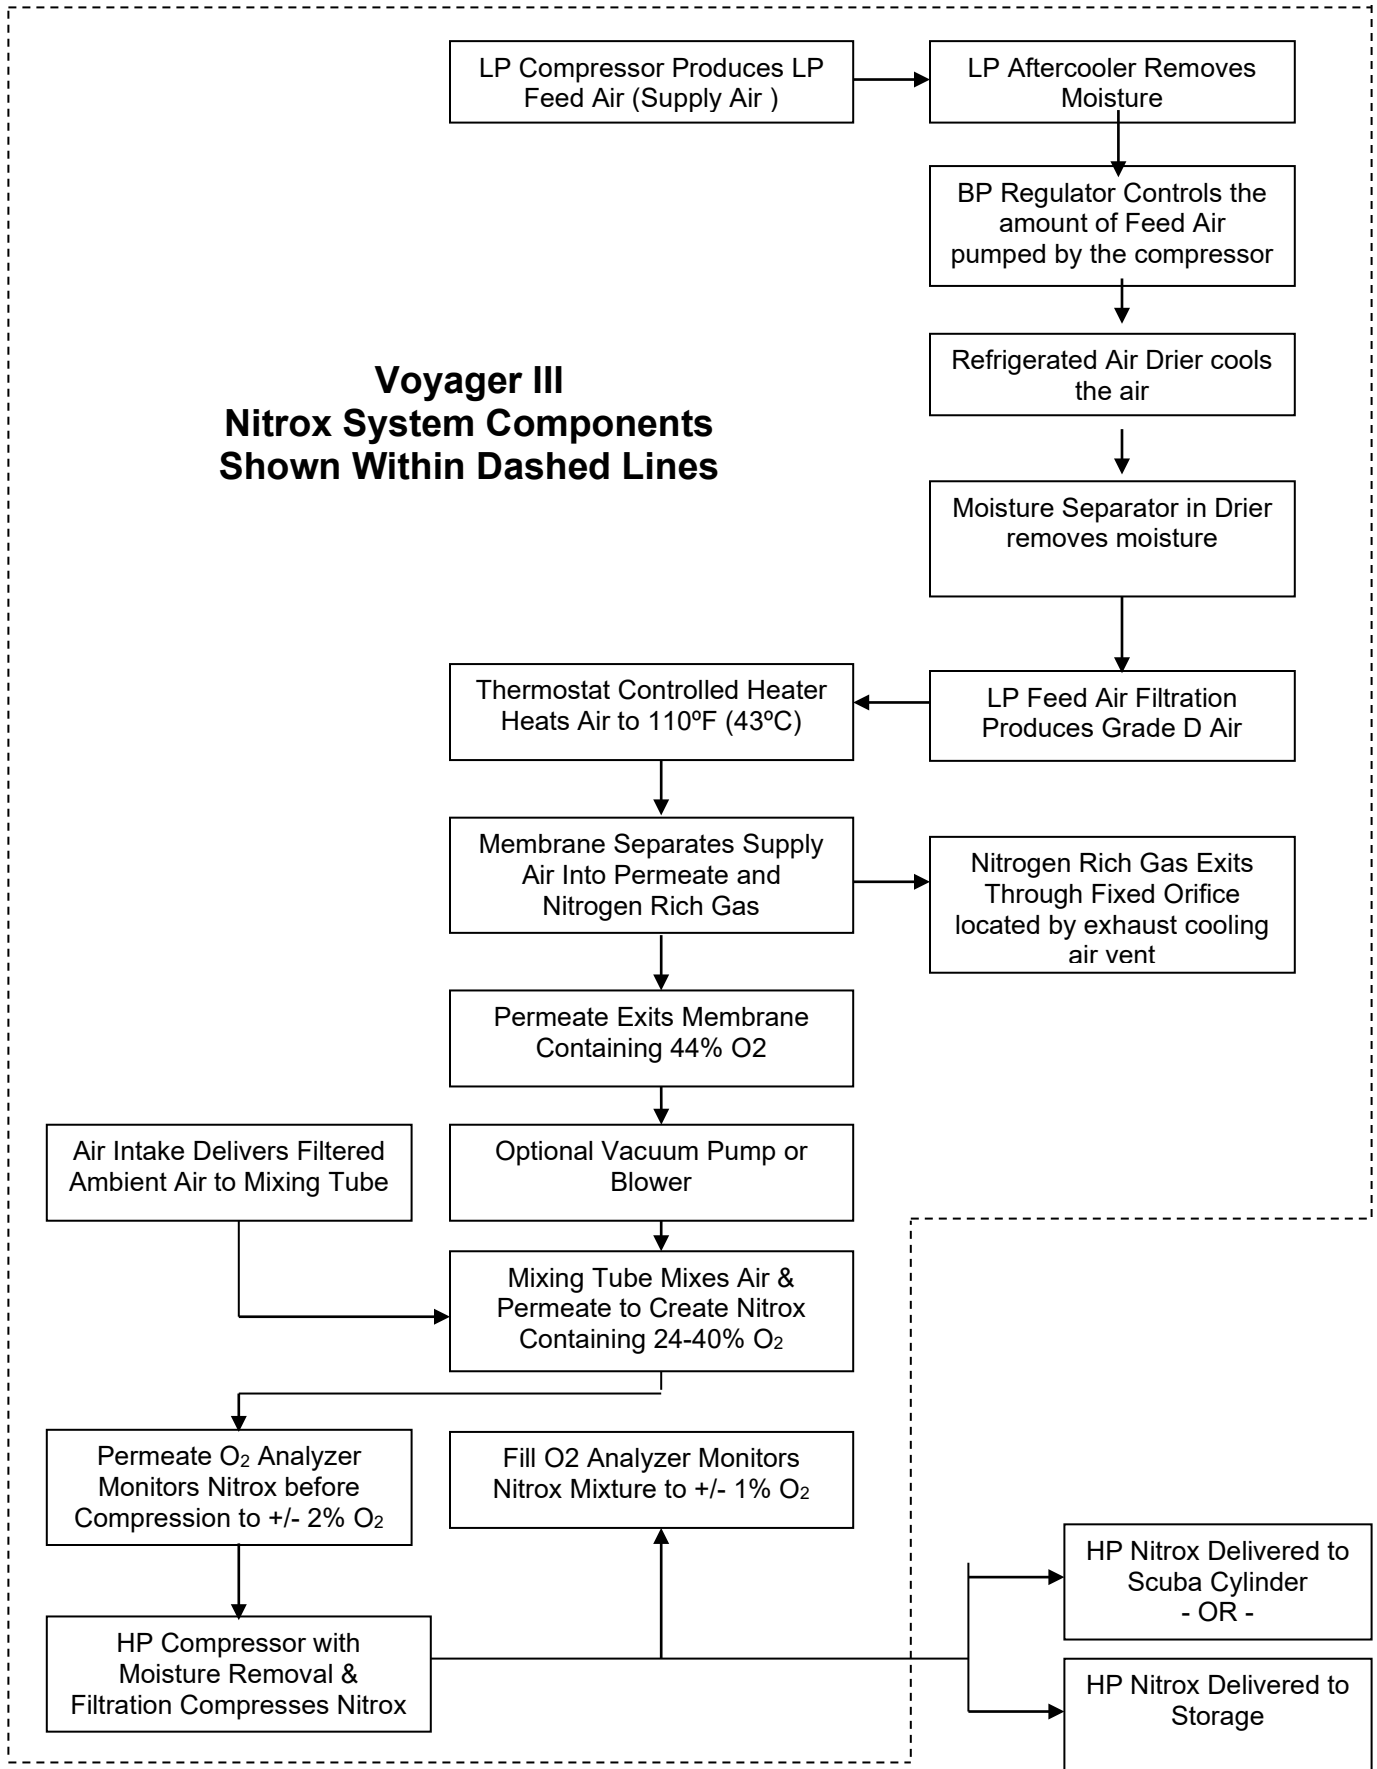 LP Compressor Produces LP
Feed Air (Supply Air )
LP Aftercooler Removes
Moisture
BP Regulator Controls the
amount of Feed Air
pumped by the compressor
Refrigerated Air Drier cools
the air
Voyager III
Nitrox System Components
Shown Within Dashed Lines
Moisture Separator in Drier
removes moisture
LP Feed Air Filtration
Produces Grade D Air
Thermostat Controlled Heater
Heats Air to 110ºF (43ºC)
Membrane Separates Supply
Air Into Permeate and
Nitrogen Rich Gas
Nitrogen Rich Gas Exits
Through Fixed Orifice
located by exhaust cooling
air vent
Permeate Exits Membrane
Containing 44% O2
Air Intake Delivers Filtered
Ambient Air to Mixing Tube
Optional Vacuum Pump or
Blower
Mixing Tube Mixes Air &
Permeate to Create Nitrox
Containing 24-40% O2
Permeate O2 Analyzer
Monitors Nitrox before
Compression to +/- 2% O2
Fill O2 Analyzer Monitors
Nitrox Mixture to +/- 1% O2
HP Compressor with
Moisture Removal &
Filtration Compresses Nitrox
HP Nitrox Delivered to
Scuba Cylinder
- OR -
HP Nitrox Delivered to
Storage